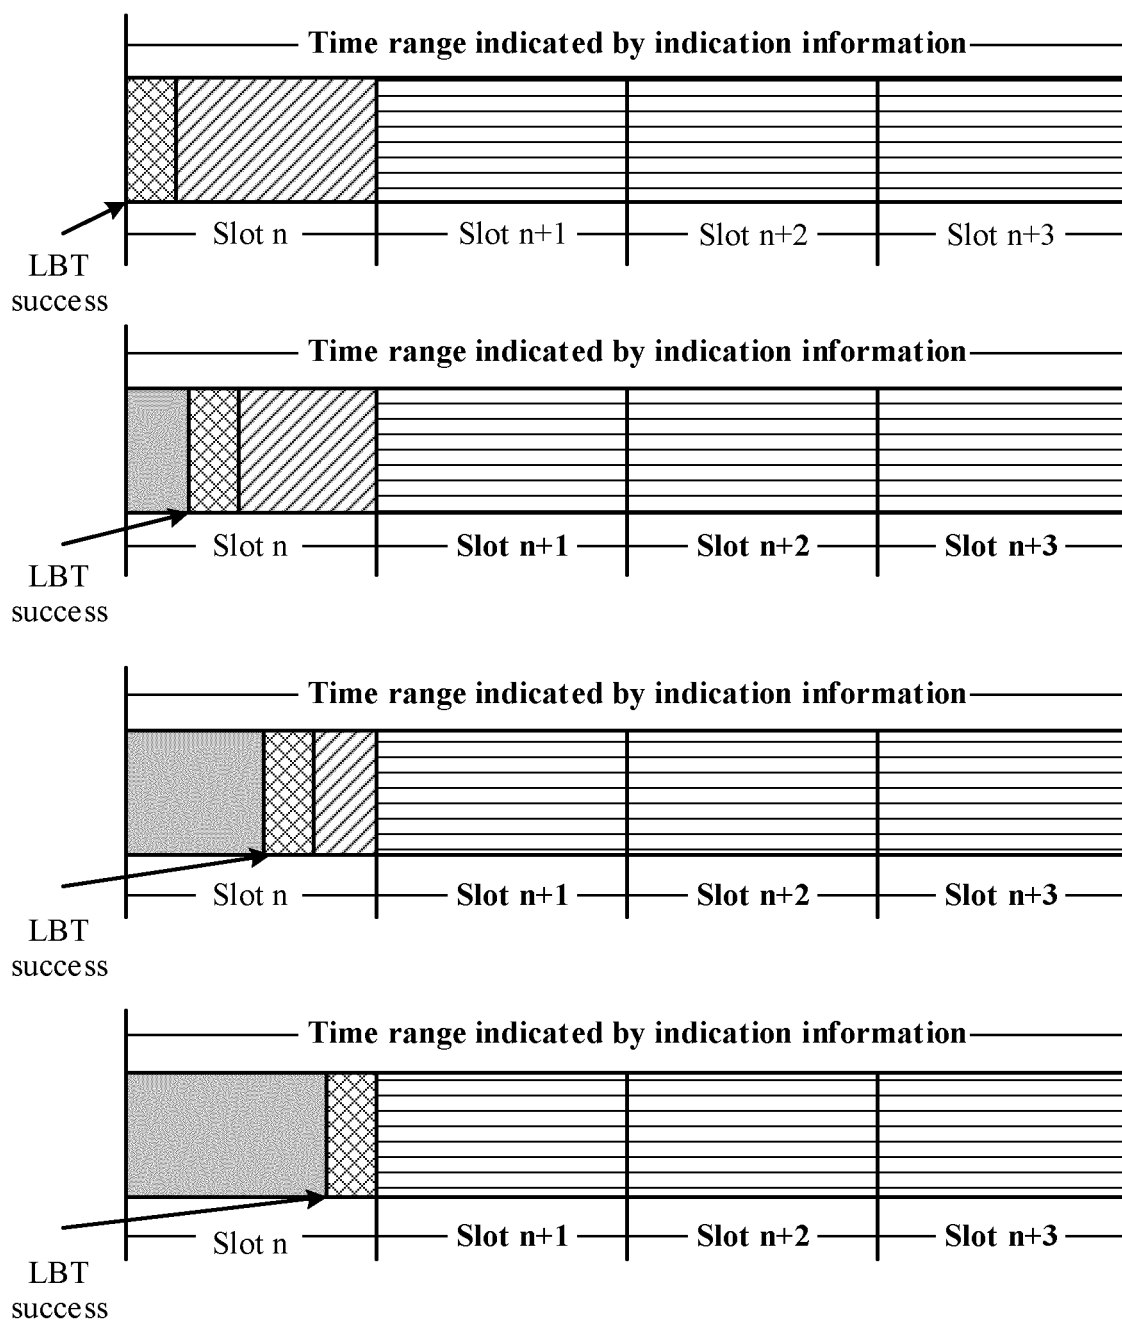 Time range indicated by indication information
Slot n Slot n+1 Slot n+2 Slot n+3
LBT
success
Time range indicated by indication information
Slot n Slot n+1 Slot n+2 Slot n+3
LBT
success
Time range indicated by indication information
Slot n Slot n+1 Slot n+2 Slot n+3
LBT
success
Time range indicated by indication information
Slot n Slot n+1 Slot n+2 Slot n+3
LBT
success